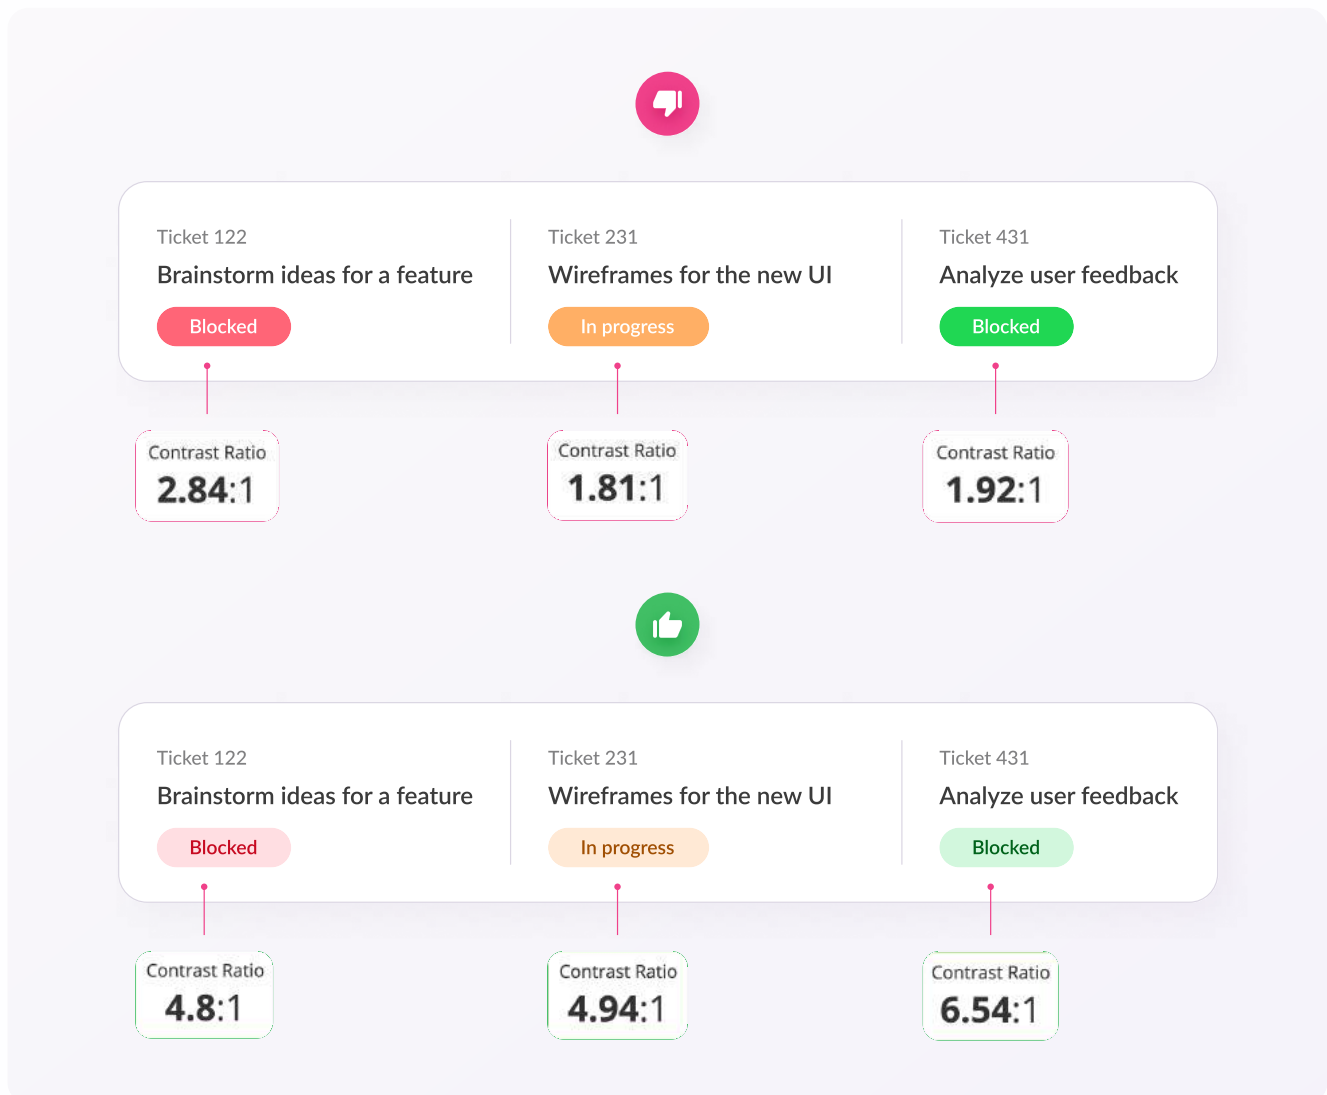 Ticket 122
Brainstorm ideas for a feature
Blocked
Ticket 231
Wireframes for the new UI
In progress
Ticket 431
Analyze user feedback
Blocked
Contrast Ratio
2.84:1
Contrast Ratio
1.81:1
Contrast Ratio
1.92:1
Ticket 122
Brainstorm ideas for a feature
Blocked
Ticket 231
Wireframes for the new UI
In progress
Ticket 431
Analyze user feedback
Blocked
Contrast Ratio
4.8:1
Contrast Ratio
4.94:1
Contrast Ratio
6.54:1